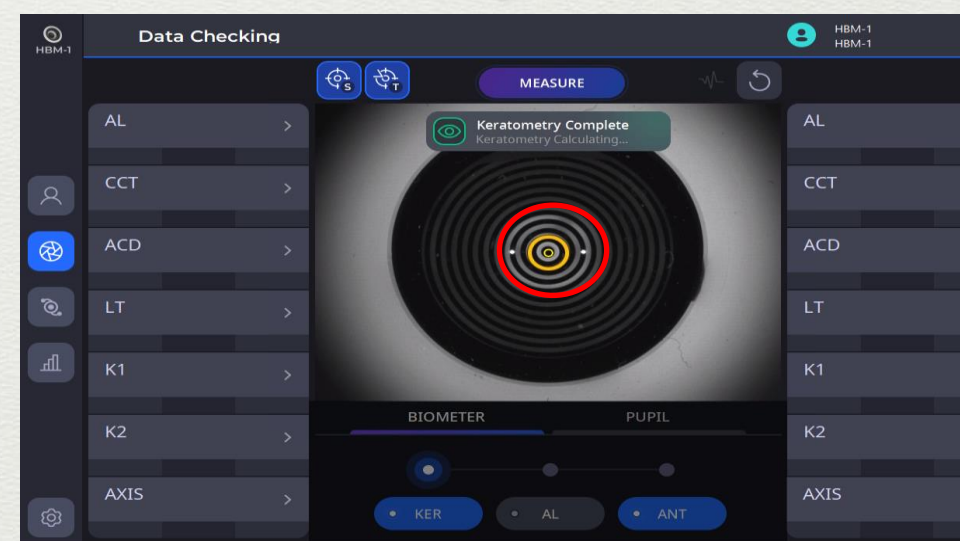 HBM-1
Data Checking
HBM-1
HBM-1
S
T
MEASURE
Keratometry Complete
Keratometry Calculating...
AL
CCT
ACD
LT
K1
K2
AXIS
BIOMETER
PUPIL
KER
AL
ANT
AL
CCT
ACD
LT
K1
K2
AXIS